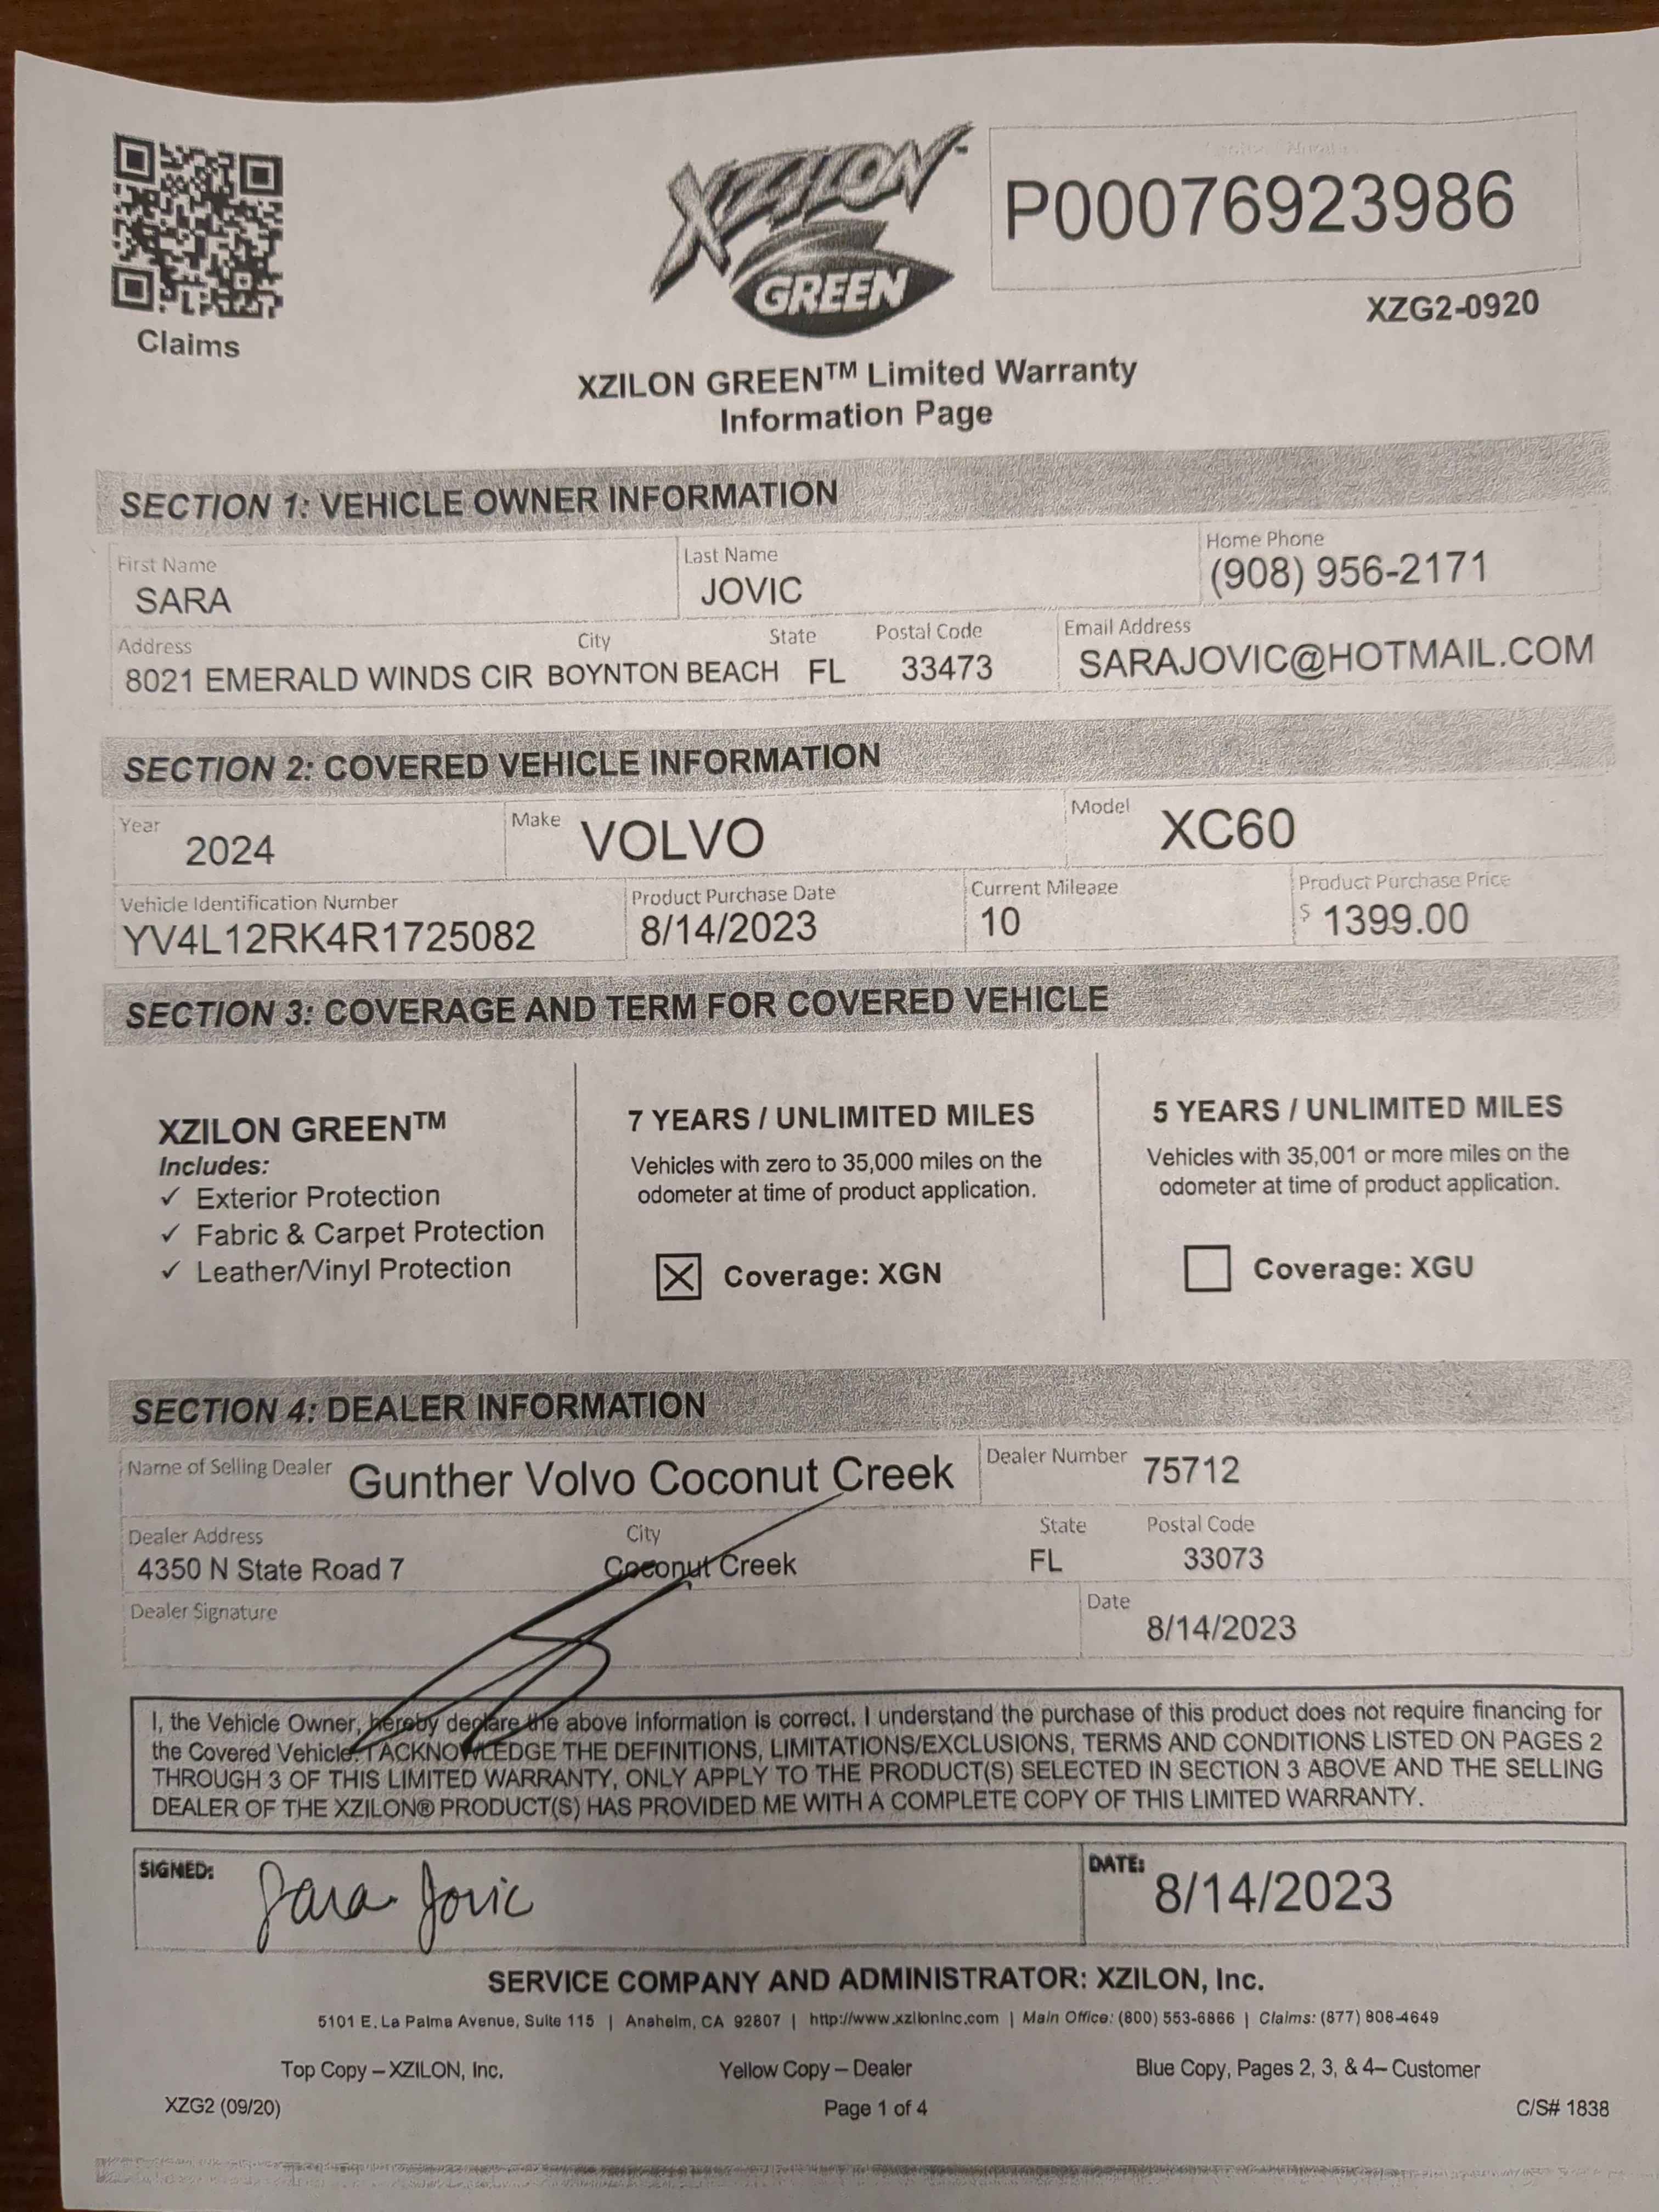 XZILON™
GREEN
P00076923986
Claims
XZG2-0920
XZILON GREEN™ Limited Warranty
Information Page
SECTION 1: VEHICLE OWNER INFORMATION
First Name Last Name Home Phone
SARA JOVIC (908) 956-2171
Address City State Postal Code Email Address
8021 EMERALD WINDS CIR BOYNTON BEACH FL 33473 SARAJOVIC@HOTMAIL.COM
SECTION 2: COVERED VEHICLE INFORMATION
Year Make Model
2024 VOLVO XC60
Vehicle Identification Number Product Purchase Date Current Mileage Product Purchase Price
YV4L12RK4R1725082 8/14/2023 10 $ 1399.00
SECTION 3: COVERAGE AND TERM FOR COVERED VEHICLE
XZILON GREEN™
Includes:
✓ Exterior Protection
✓ Fabric & Carpet Protection
✓ Leather/Vinyl Protection
7 YEARS / UNLIMITED MILES
Vehicles with zero to 35,000 miles on the
odometer at time of product application.
☒ Coverage: XGN
5 YEARS / UNLIMITED MILES
Vehicles with 35,001 or more miles on the
odometer at time of product application.
☐ Coverage: XGU
SECTION 4: DEALER INFORMATION
Name of Selling Dealer Gunther Volvo Coconut Creek Dealer Number 75712
Dealer Address City State Postal Code
4350 N State Road 7 Coconut Creek FL 33073
Dealer Signature Date
8/14/2023
I, the Vehicle Owner, hereby declare the above information is correct. I understand the purchase of this product does not require financing for
the Covered Vehicle. I ACKNOWLEDGE THE DEFINITIONS, LIMITATIONS/EXCLUSIONS, TERMS AND CONDITIONS LISTED ON PAGES 2
THROUGH 3 OF THIS LIMITED WARRANTY, ONLY APPLY TO THE PRODUCT(S) SELECTED IN SECTION 3 ABOVE AND THE SELLING
DEALER OF THE XZILON® PRODUCT(S) HAS PROVIDED ME WITH A COMPLETE COPY OF THIS LIMITED WARRANTY.
SIGNED: Sara Jovic DATE: 8/14/2023
SERVICE COMPANY AND ADMINISTRATOR: XZILON, Inc.
5101 E. La Palma Avenue, Suite 115 | Anaheim, CA 92807 | http://www.xziloninc.com | Main Office: (800) 553-6866 | Claims: (877) 808-4649
Top Copy – XZILON, Inc. Yellow Copy – Dealer Blue Copy, Pages 2, 3, & 4– Customer
XZG2 (09/20) Page 1 of 4 C/S# 1838